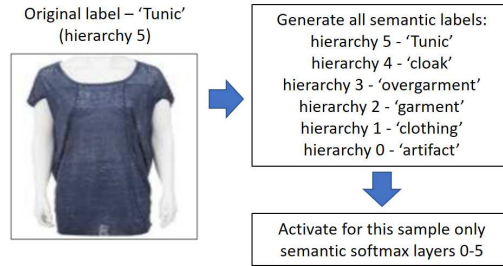 Original label – ‘Tunic’
(hierarchy 5)
Generate all semantic labels:
hierarchy 5 - ‘Tunic’
hierarchy 4 - ‘cloak’
hierarchy 3 - ‘overgarment’
hierarchy 2 - ‘garment’
hierarchy 1 - ‘clothing’
hierarchy 0 - ‘artifact’
Activate for this sample only
semantic softmax layers 0-5